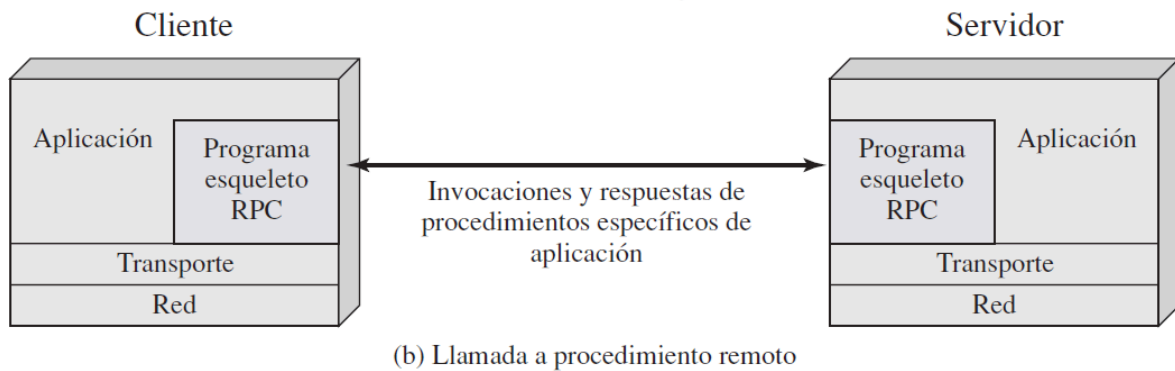 Cliente
Servidor
Aplicación
Programa
esqueleto
RPC
Transporte
Red
Invocaciones y respuestas de
procedimientos específicos de
aplicación
Programa
esqueleto
RPC
Aplicación
Transporte
Red
(b) Llamada a procedimiento remoto